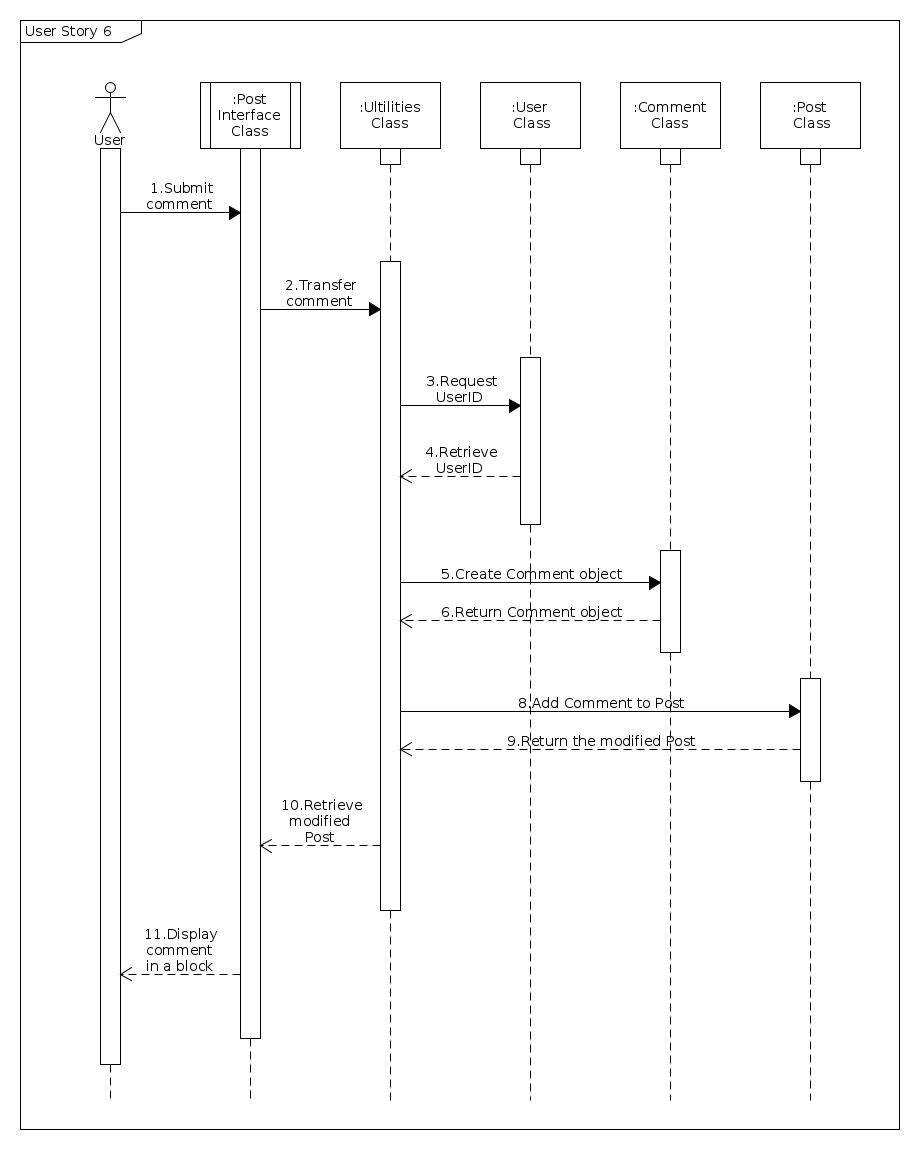 User Story 6
User
:Post
Interface
Class
:Ultilities
Class
:User
Class
:Comment
Class
:Post
Class
1.Submit
comment
2.Transfer
comment
3.Request
UserID
4.Retrieve
UserID
5.Create Comment object
6.Return Comment object
8.Add Comment to Post
9.Return the modified Post
10.Retrieve
modified
Post
11.Display
comment
in a block